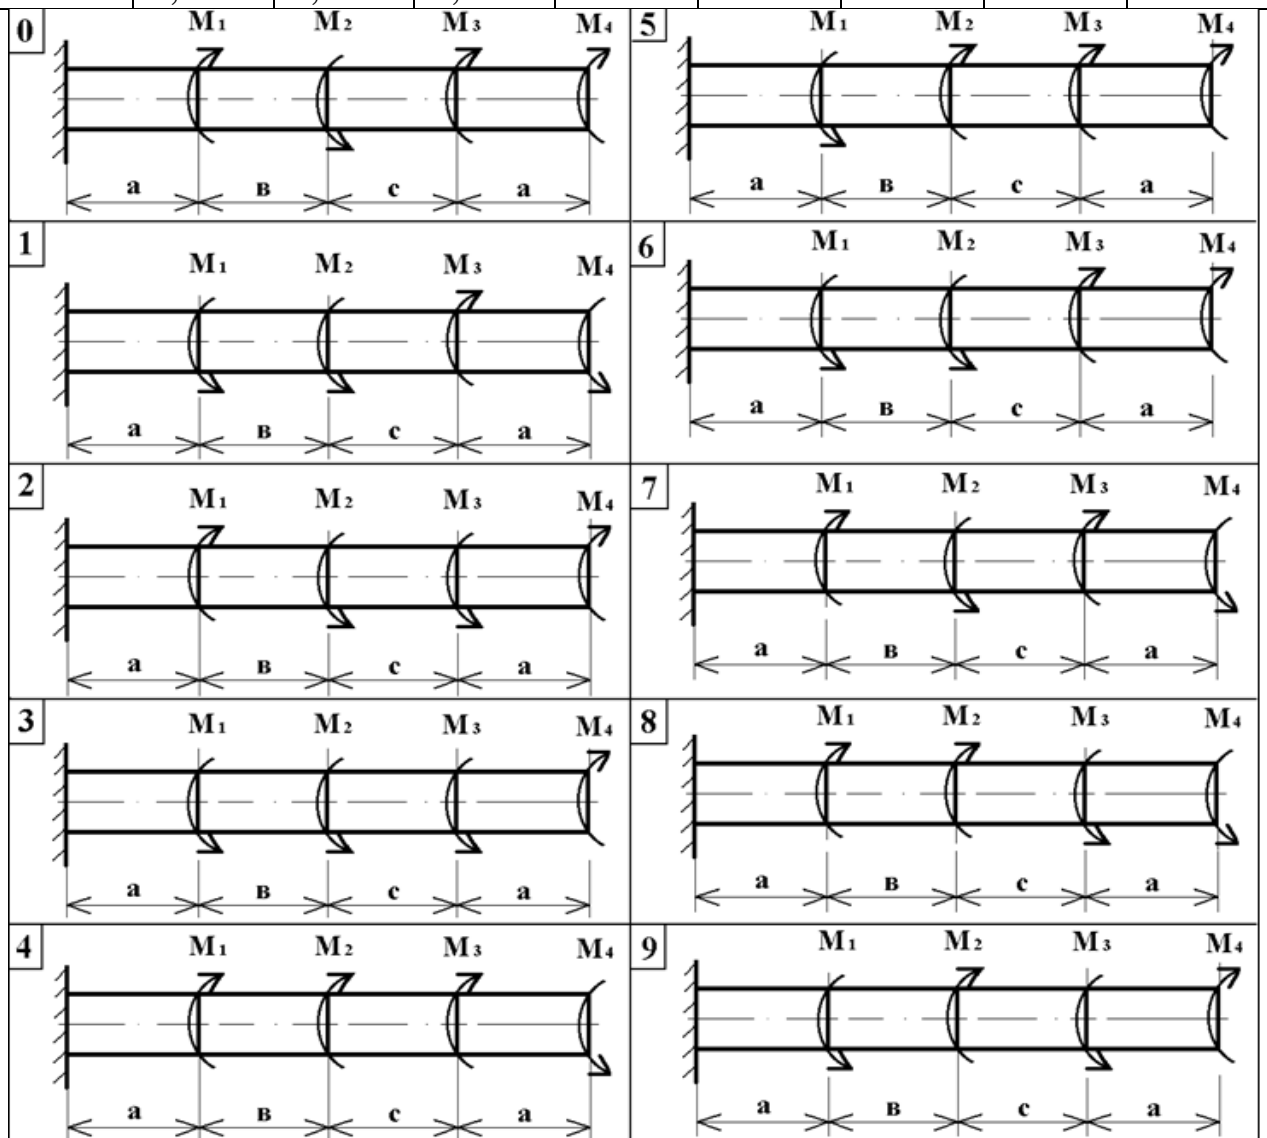 0 M1 M2 M3 M4
а в с а
5 M1 M2 M3 M4
а в с а
1 M1 M2 M3 M4
а в с а
6 M1 M2 M3 M4
а в с а
2 M1 M2 M3 M4
а в с а
7 M1 M2 M3 M4
а в с а
3 M1 M2 M3 M4
а в с а
8 M1 M2 M3 M4
а в с а
4 M1 M2 M3 M4
а в с а
9 M1 M2 M3 M4
а в с а